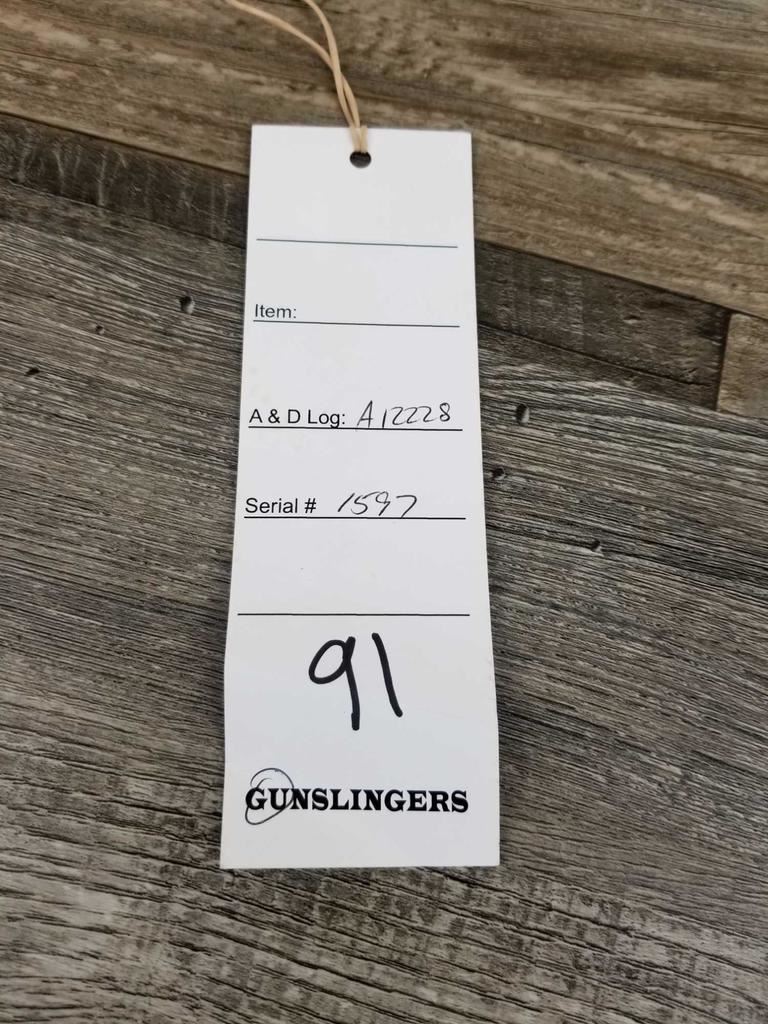 Item:
A & D Log: A12228
Serial # 1597
91
GUNSLINGERS